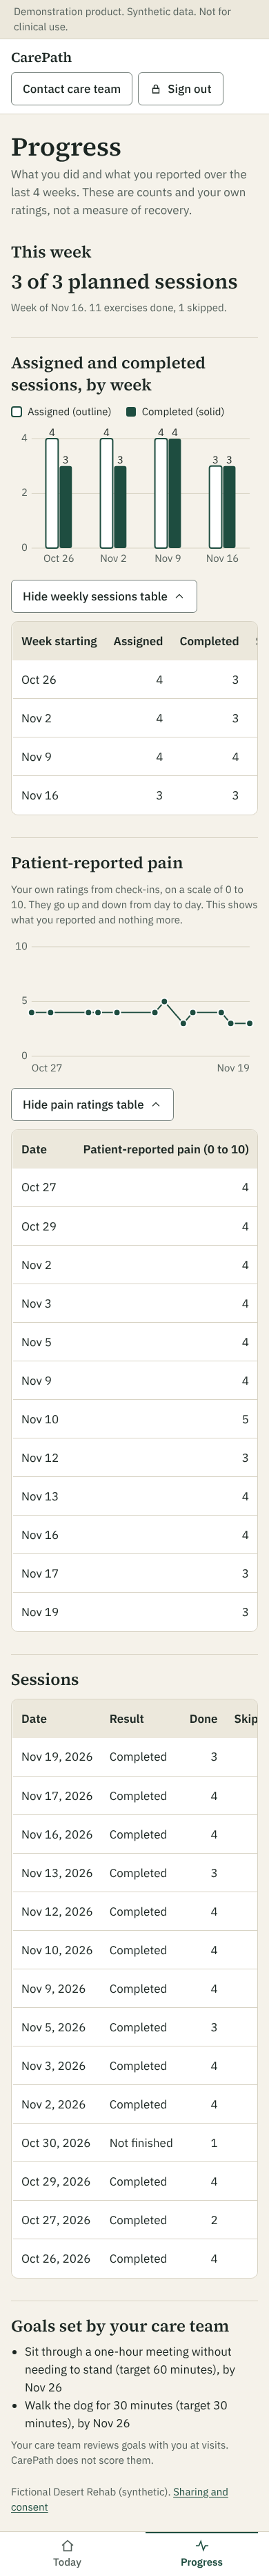 Demonstration product. Synthetic data. Not for
clinical use.
CarePath
Contact care team
Sign out
Progress
What you did and what you reported over the
last 4 weeks. These are counts and your own
ratings, not a measure of recovery.
This week
3 of 3 planned sessions
Week of Nov 16. 11 exercises done, 1 skipped.
Assigned and completed
sessions, by week
Assigned (outline) Completed (solid)
4 4 4 4 4
3 3 3 3
2
0
Oct 26 Nov 2 Nov 9 Nov 16
Hide weekly sessions table
Week starting Assigned Completed
Oct 26 4 3
Nov 2 4 3
Nov 9 4 4
Nov 16 3 3
Patient-reported pain
Your own ratings from check-ins, on a scale of 0 to
10. They go up and down from day to day. This shows
what you reported and nothing more.
10
5
0
Oct 27 Nov 19
Hide pain ratings table
Date Patient-reported pain (0 to 10)
Oct 27 4
Oct 29 4
Nov 2 4
Nov 3 4
Nov 5 4
Nov 9 4
Nov 10 5
Nov 12 3
Nov 13 4
Nov 16 4
Nov 17 3
Nov 19 3
Sessions
Date Result Done Skip
Nov 19, 2026 Completed 3
Nov 17, 2026 Completed 4
Nov 16, 2026 Completed 4
Nov 13, 2026 Completed 3
Nov 12, 2026 Completed 4
Nov 10, 2026 Completed 4
Nov 9, 2026 Completed 4
Nov 5, 2026 Completed 3
Nov 3, 2026 Completed 4
Nov 2, 2026 Completed 4
Oct 30, 2026 Not finished 1
Oct 29, 2026 Completed 4
Oct 27, 2026 Completed 2
Oct 26, 2026 Completed 4
Goals set by your care team
• Sit through a one-hour meeting without
needing to stand (target 60 minutes), by
Nov 26
• Walk the dog for 30 minutes (target 30
minutes), by Nov 26
Your care team reviews goals with you at visits.
CarePath does not score them.
Fictional Desert Rehab (synthetic). Sharing and
consent
Today
Progress